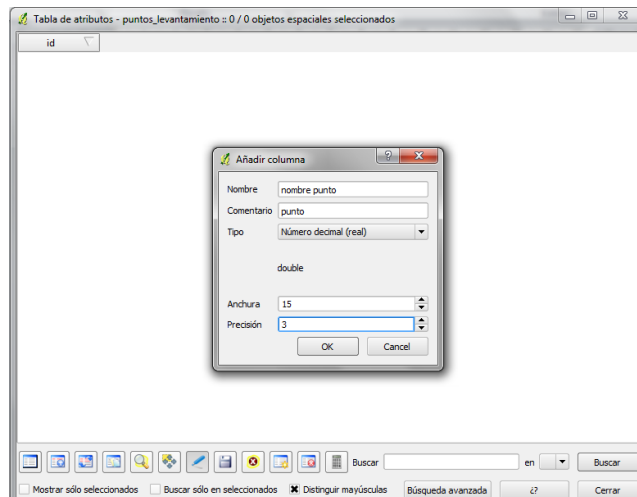 Tabla de atributos - puntos_levantamiento :: 0 / 0 objetos espaciales seleccionados
id
Añadir columna
Nombre nombre punto
Comentario punto
Tipo Número decimal (real)
double
Anchura 15
Precisión 3
OK Cancel
Buscar en Buscar
Mostrar sólo seleccionados Buscar sólo en seleccionados Distinguir mayúsculas Búsqueda avanzada ¿? Cerrar